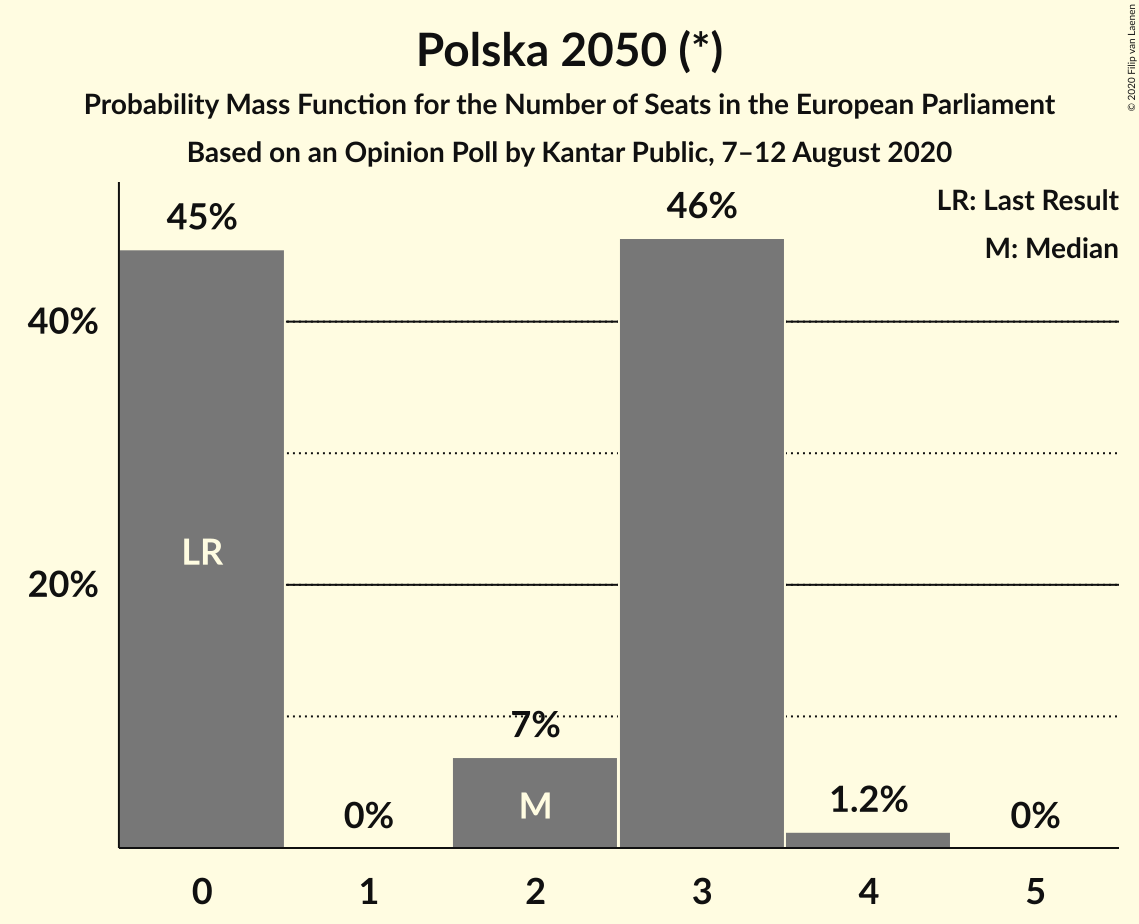 Polska 2050 (*)
Probability Mass Function for the Number of Seats in the European Parliament
Based on an Opinion Poll by Kantar Public, 7–12 August 2020
© 2020 Filip van Laenen
LR: Last Result
M: Median
45%
46%
40%
LR
20%
7%
M
0%
1.2%
0%
0 1 2 3 4 5